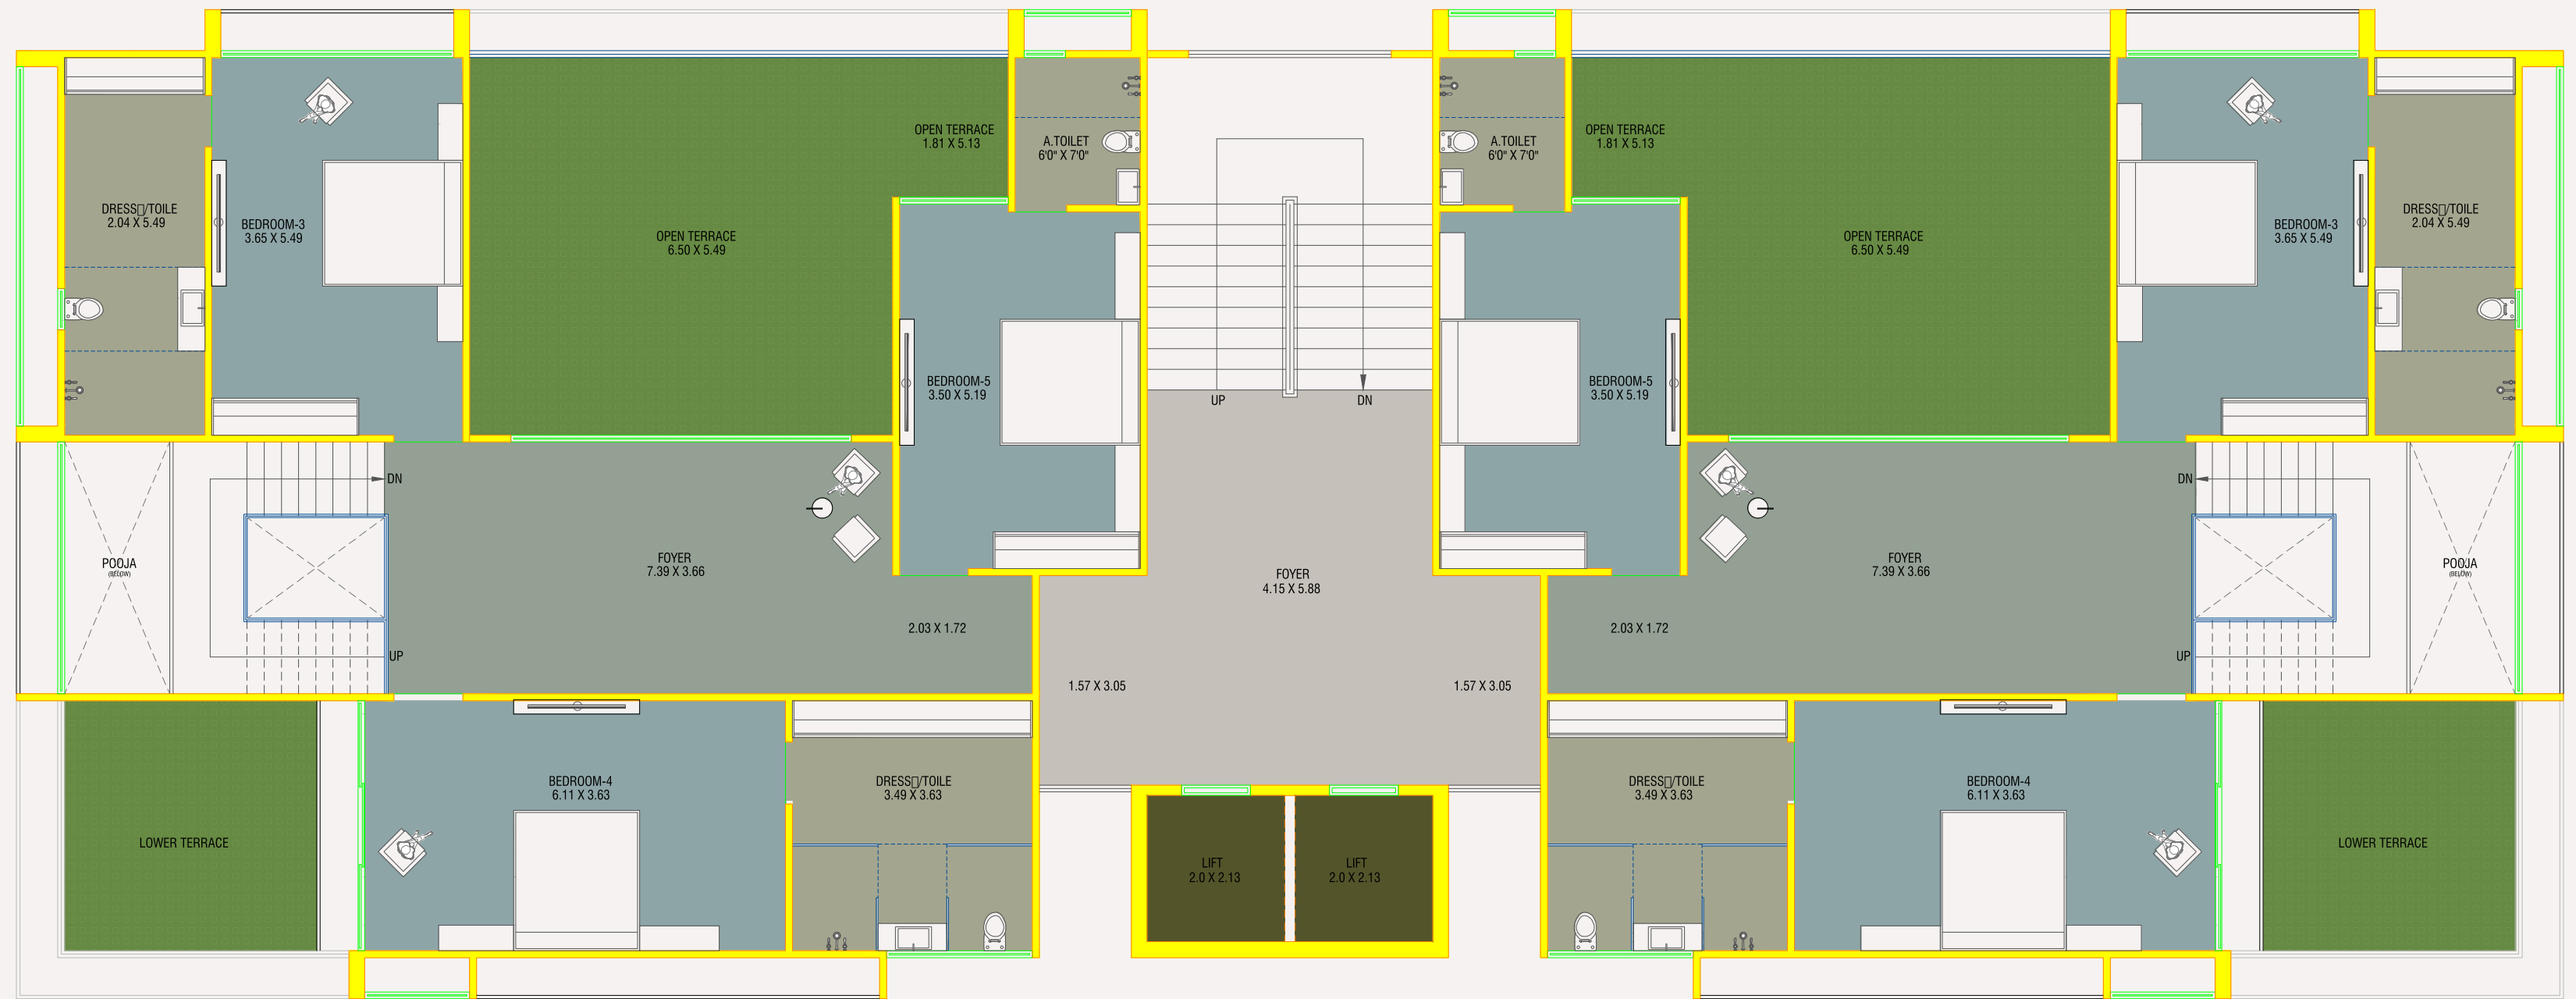 OPEN TERRACE
1.81 X 5.13
A.TOILET
6'0" X 7'0"
A.TOILET
6'0" X 7'0"
OPEN TERRACE
1.81 X 5.13
DRESS▯/TOILE
2.04 X 5.49
BEDROOM-3
3.65 X 5.49
OPEN TERRACE
6.50 X 5.49
OPEN TERRACE
6.50 X 5.49
BEDROOM-3
3.65 X 5.49
DRESS▯/TOILE
2.04 X 5.49
BEDROOM-5
3.50 X 5.19
UP
DN
BEDROOM-5
3.50 X 5.19
DN
DN
POOJA
(BELOW)
FOYER
7.39 X 3.66
FOYER
4.15 X 5.88
FOYER
7.39 X 3.66
POOJA
(BELOW)
2.03 X 1.72
2.03 X 1.72
UP
UP
1.57 X 3.05
1.57 X 3.05
BEDROOM-4
6.11 X 3.63
DRESS▯/TOILE
3.49 X 3.63
DRESS▯/TOILE
3.49 X 3.63
BEDROOM-4
6.11 X 3.63
LOWER TERRACE
LIFT
2.0 X 2.13
LIFT
2.0 X 2.13
LOWER TERRACE